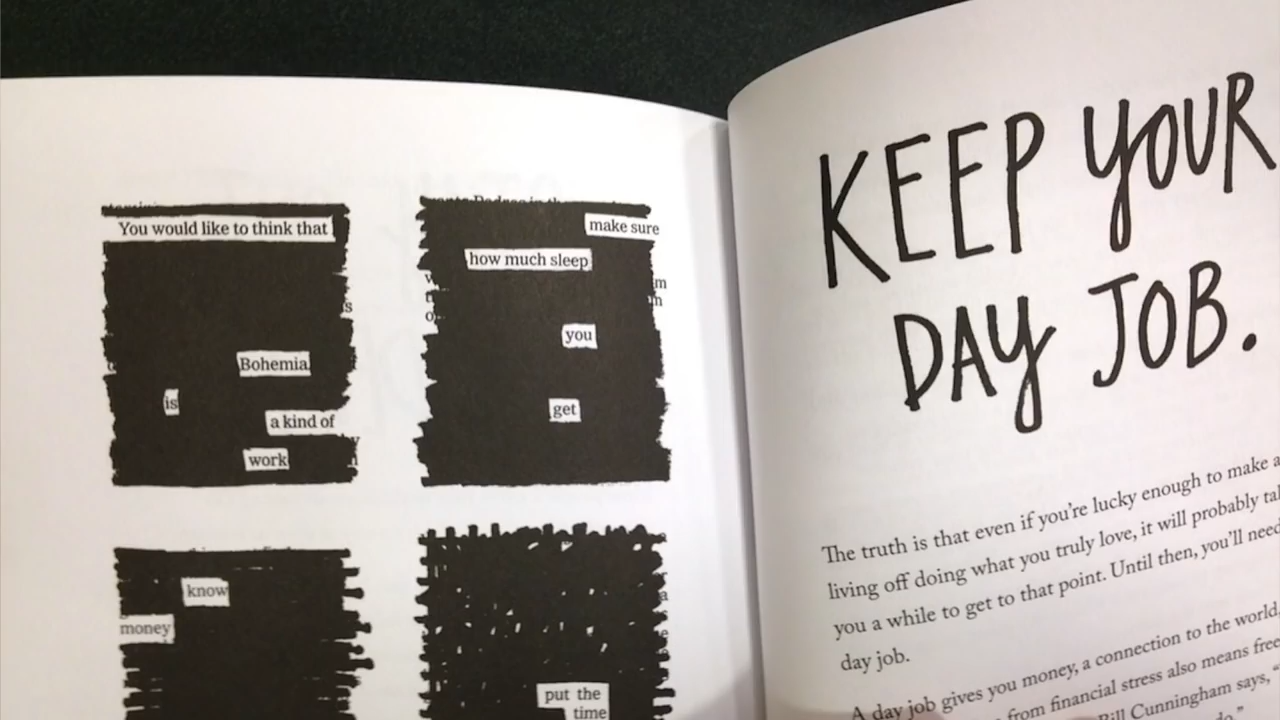 You would like to think that
Bohemia
is
a kind of
work
make sure
how much sleep
you
get
know
money
put the
time
KEEP YOUR
DAY JOB.
The truth is that even if you're lucky enough to make a
living off doing what you truly love, it will probably
you a while to get to that point. Until then, you'll need
day job.
A day job gives you money, a connection to the world,
from financial stress also means
Bill Cunningham says, "
do."